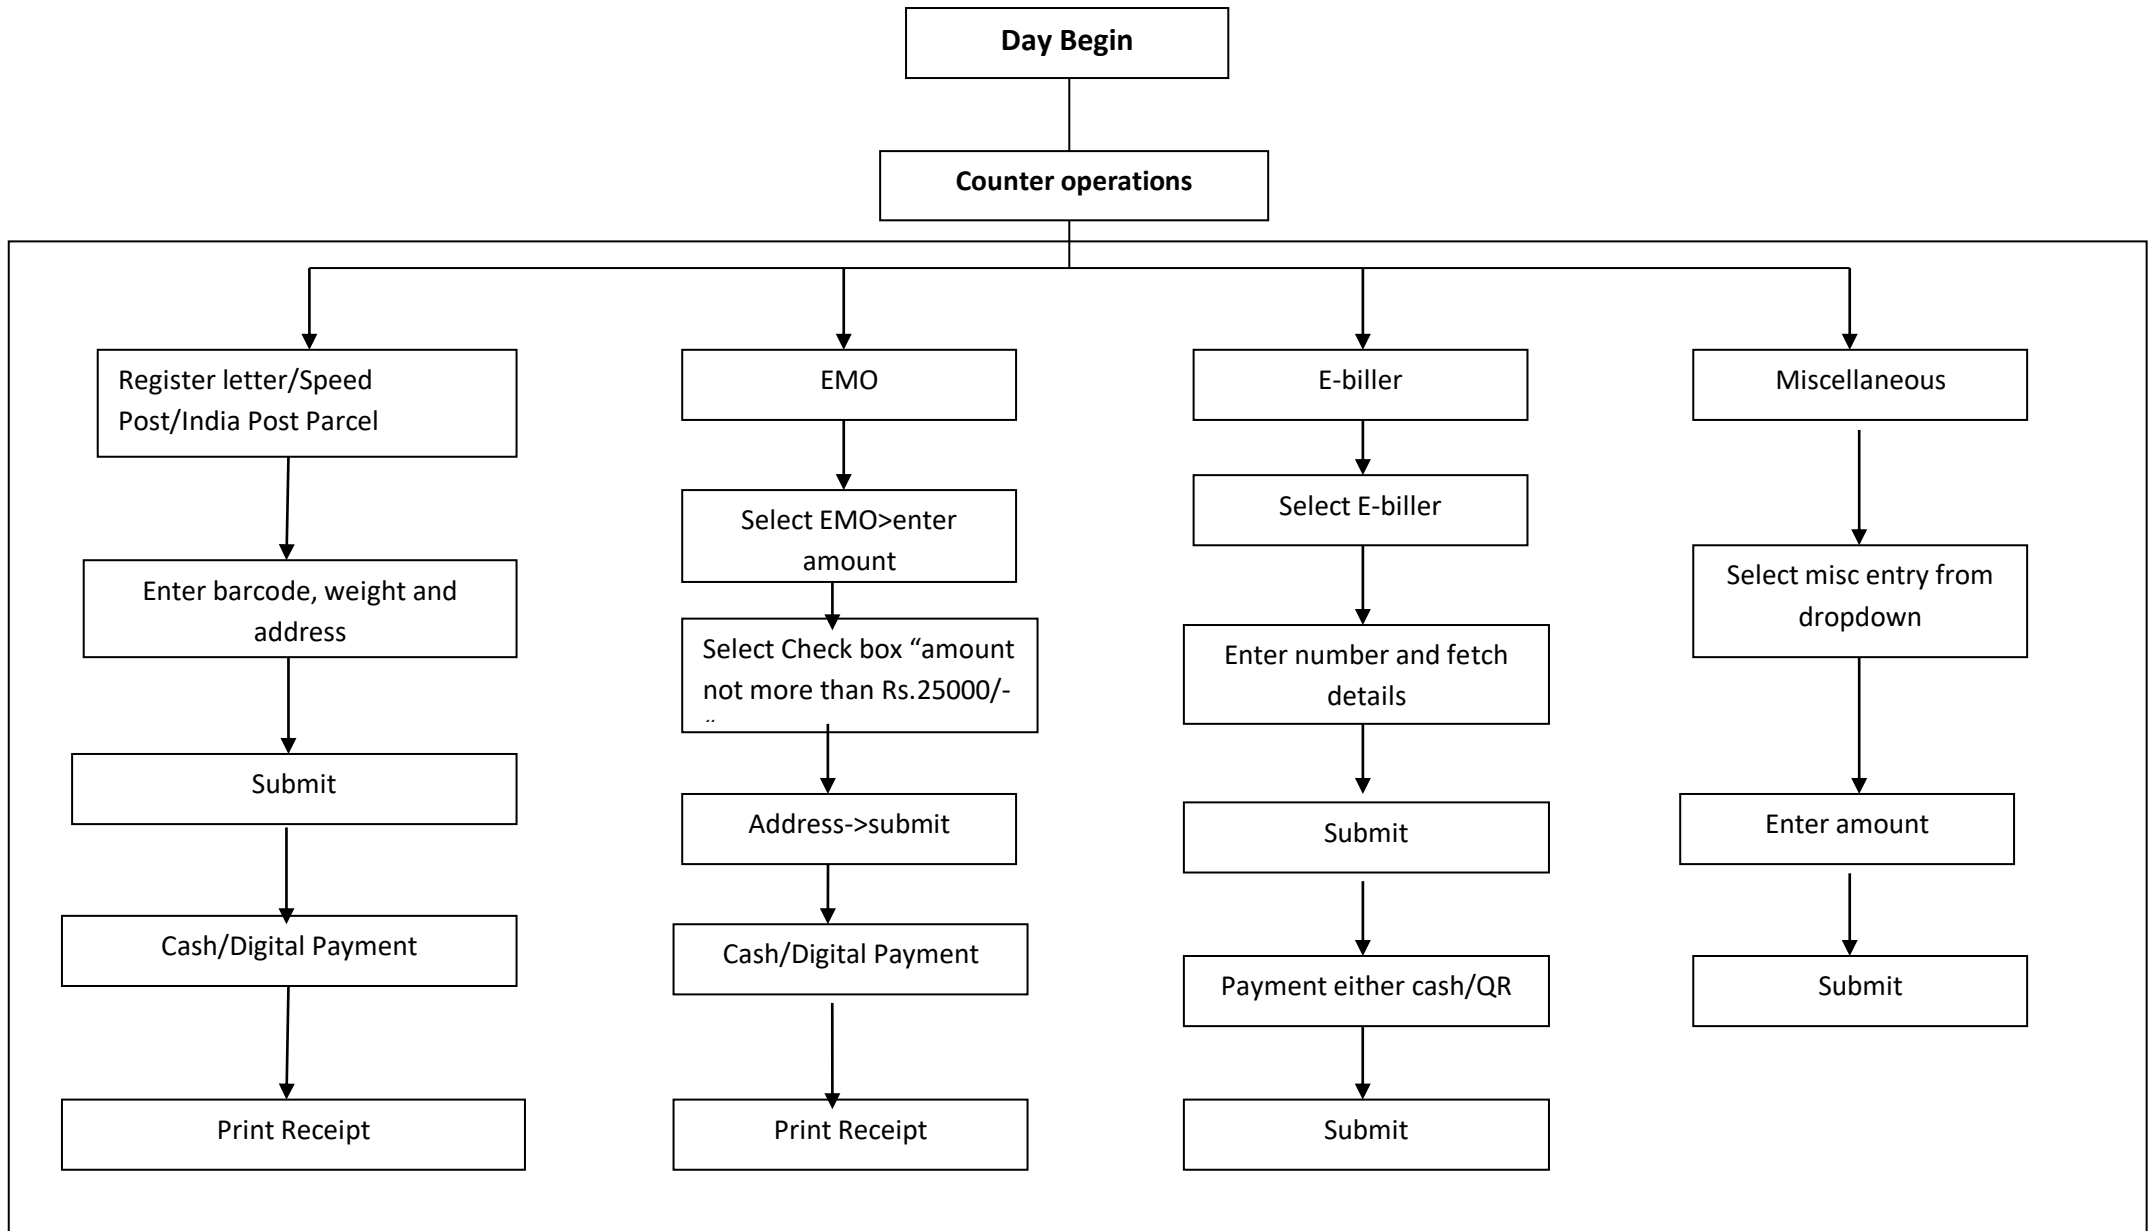 Day Begin
Counter operations
Register letter/Speed
Post/India Post Parcel
Enter barcode, weight and
address
Submit
Cash/Digital Payment
Print Receipt
EMO
Select EMO>enter
amount
Select Check box “amount
not more than Rs.25000/-
“
Address->submit
Cash/Digital Payment
Print Receipt
E-biller
Select E-biller
Enter number and fetch
details
Submit
Payment either cash/QR
Submit
Miscellaneous
Select misc entry from
dropdown
Enter amount
Submit